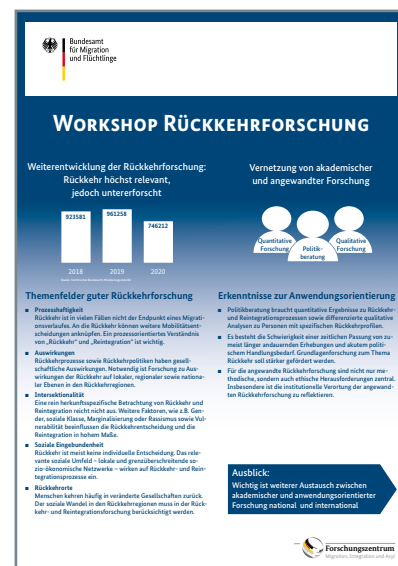 Bundesamt
für Migration
und Flüchtlinge
WORKSHOP RÜCKKEHRFORSCHUNG
Weiterentwicklung der Rückkehrforschung:
Rückkehr höchst relevant,
jedoch untererforscht
923581
961258
746212
2018
2019
2020
Vernetzung von akademischer
und angewandter Forschung
Quantitative
Forschung
Politik-
beratung
Qualitative
Forschung
Themenfelder guter Rückkehrforschung
Prozesshaftigkeit
Rückkehr ist in vielen Fällen nicht der Endpunkt eines Migrati-
onsverlaufes. An die Rückkehr können weitere Mobilitätsent-
scheidungen anknüpfen. Ein prozessorientiertes Verständnis
von „Rückkehr" und „Reintegration" ist wichtig.
Auswirkungen
Rückkehrprozesse sowie Rückkehrpolitiken haben gesell-
schaftliche Auswirkungen. Notwendig ist Forschung zu Aus-
wirkungen der Rückkehr auf lokaler, regionaler sowie nationa-
ler Ebenen in den Rückkehrregionen.
Intersektionalität
Eine rein herkunftsspezifische Betrachtung von Rückkehr und
Reintegration reicht nicht aus. Weitere Faktoren, wie z.B. Gen-
der, soziale Klasse, Marginalisierung oder Rassismus sowie Vul-
nerabilität beeinflussen die Rückkehrentscheidung und die
Reintegration in hohem Maße.
Soziale Eingebundenheit
Rückkehr ist meist keine individuelle Entscheidung. Das rele-
vante soziale Umfeld – lokale und grenzüberschreitende so-
zio-ökonomische Netzwerke – wirken auf Rückkehr- und Rein-
tegrationsprozesse ein.
Rückkehrorte
Menschen kehren häufig in veränderte Gesellschaften zurück.
Der soziale Wandel in den Rückkehrregionen muss in der Rück-
kehr- und Reintegrationsforschung berücksichtigt werden.
Erkenntnisse zur Anwendungsorientierung
Politikberatung braucht quantitative Ergebnisse zu Rückkehr-
und Reintegrationsprozessen sowie differenzierte qualitative
Analysen zu Personen mit spezifischen Rückkehrprofilen.
Es besteht die Schwierigkeit einer zeitlichen Passung von zu-
meist länger andauernden Erhebungen und akutem politi-
schem Handlungsbedarf. Grundlagenforschung zum Thema
Rückkehr soll stärker gefördert werden.
Für die angewandte Rückkehrforschung sind nicht nur me-
thodische, sondern auch ethische Herausforderungen zentral.
Insbesondere ist die institutionelle Verortung der angewand-
ten Rückkehrforschung zu reflektieren.
Ausblick:
Wichtig ist weiterer Austausch zwischen
akademischer und anwendungsorientierter
Forschung national und international
Forschungszentrum
Migration, Integration und Asyl